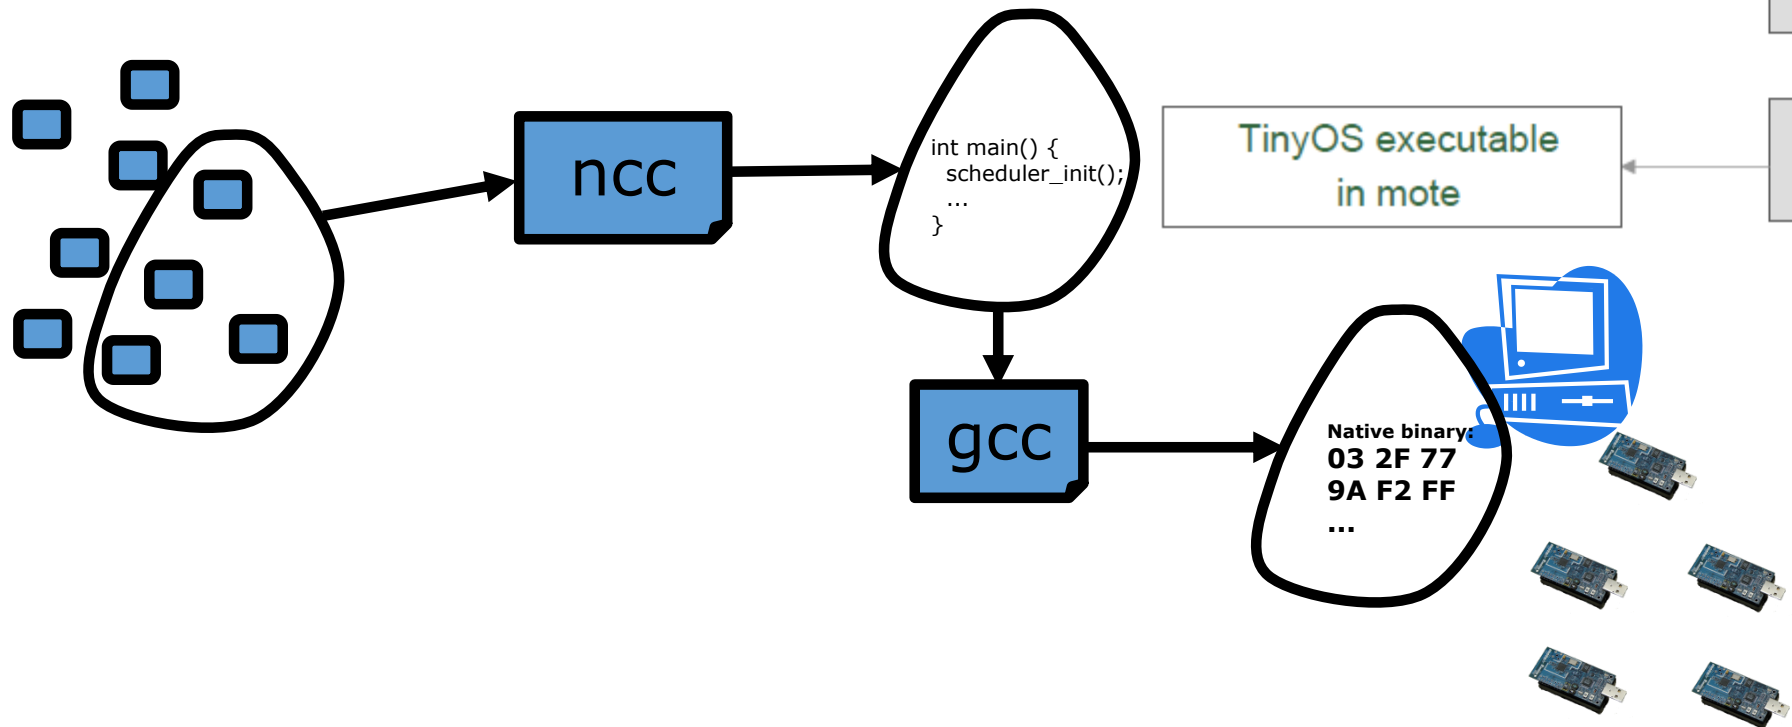 ncc
int main() {
scheduler_init();
...
}
TinyOS executable
in mote
gcc
Native binary:
03 2F 77
9A F2 FF
...